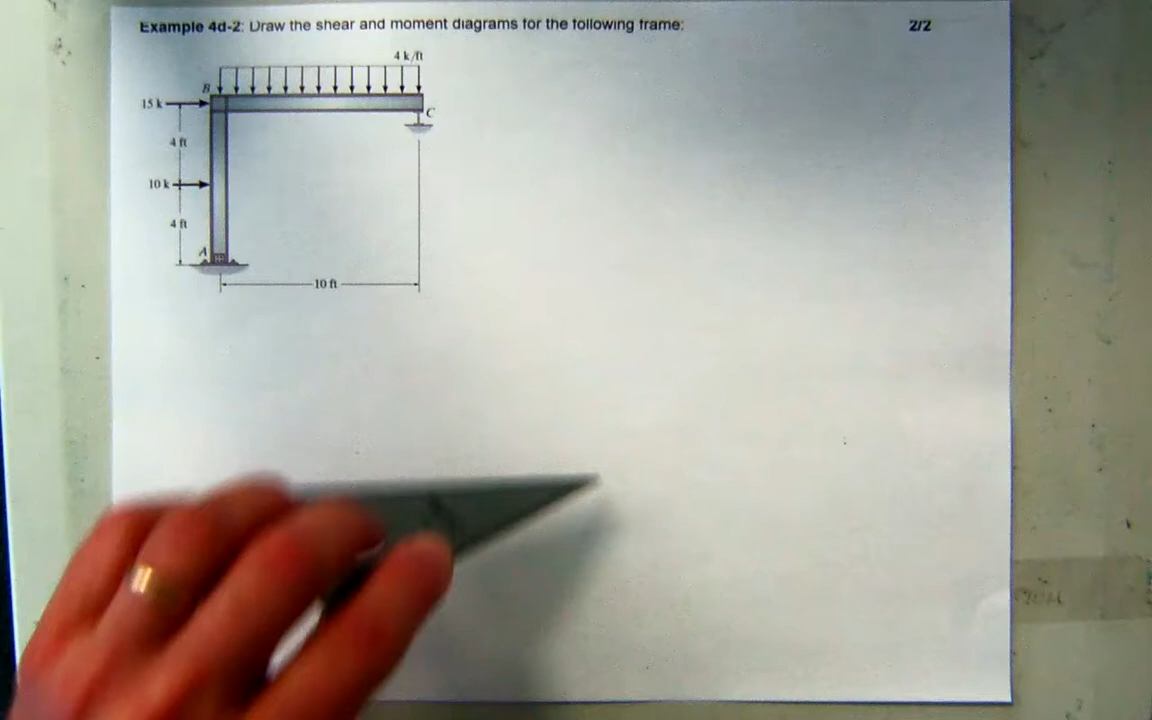 Example 4d-2: Draw the shear and moment diagrams for the following frame:
2/2
4 k/ft
B
15 k
C
4 ft
10 k
4 ft
A
10 ft